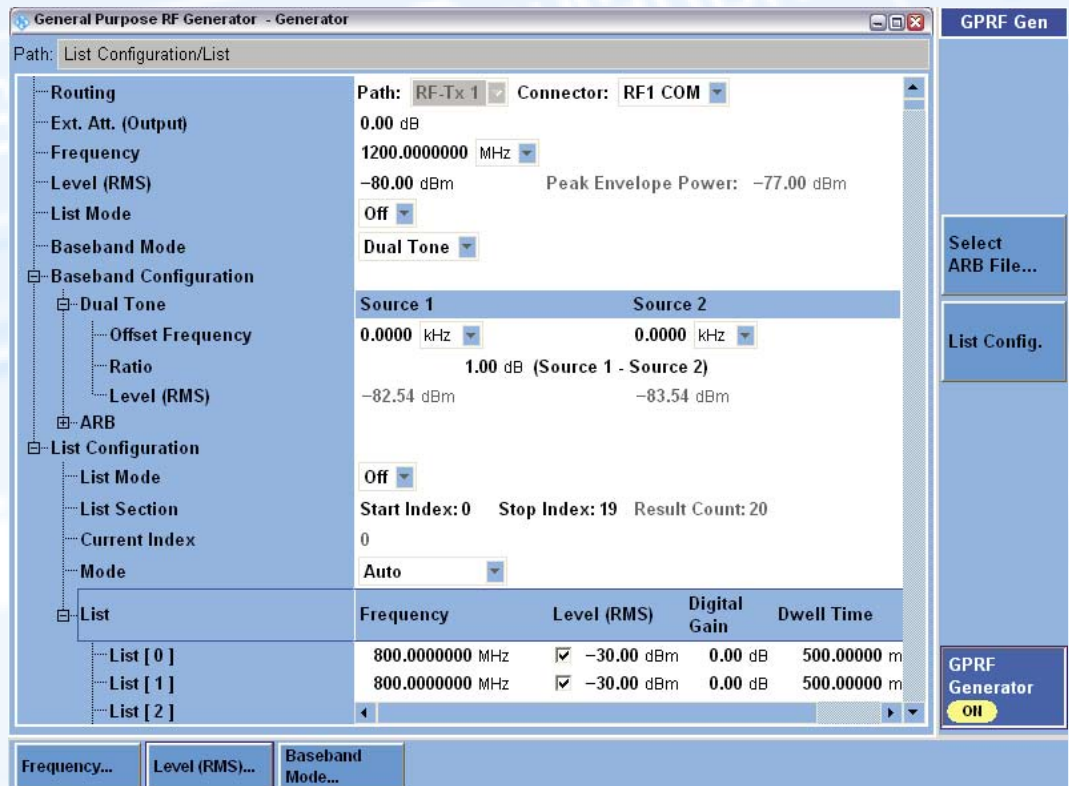 General Purpose RF Generator - Generator
GPRF Gen
Path: List Configuration/List
Routing Path: RF-Tx 1 Connector: RF1 COM
Ext. Att. (Output) 0.00 dB
Frequency 1200.0000000 MHz
Level (RMS) −80.00 dBm Peak Envelope Power: −77.00 dBm
List Mode Off
Baseband Mode Dual Tone
Select
ARB File...
Baseband Configuration
Dual Tone Source 1 Source 2
Offset Frequency 0.0000 kHz 0.0000 kHz
List Config.
Ratio 1.00 dB (Source 1 - Source 2)
Level (RMS) −82.54 dBm −83.54 dBm
ARB
List Configuration
List Mode Off
List Section Start Index: 0 Stop Index: 19 Result Count: 20
Current Index 0
Mode Auto
List Frequency Level (RMS) Digital Gain Dwell Time
List [ 0 ] 800.0000000 MHz −30.00 dBm 0.00 dB 500.00000 m
List [ 1 ] 800.0000000 MHz −30.00 dBm 0.00 dB 500.00000 m
List [ 2 ]
GPRF
Generator
ON
Frequency... Level (RMS)... Baseband Mode...